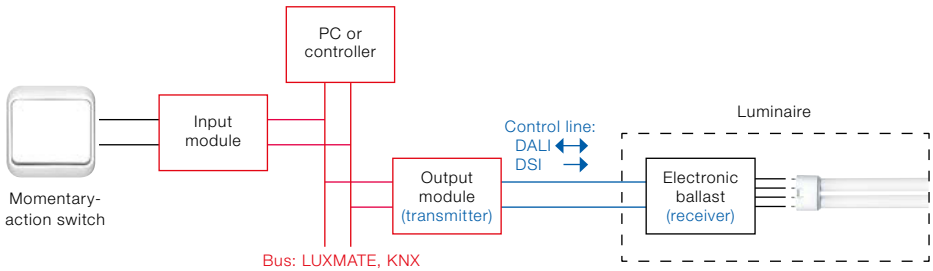 PC or
controller
Input
module
Momentary-
action switch
Control line:
DALI
DSI
Luminaire
Output
module
(transmitter)
Electronic
ballast
(receiver)
Bus: LUXMATE, KNX